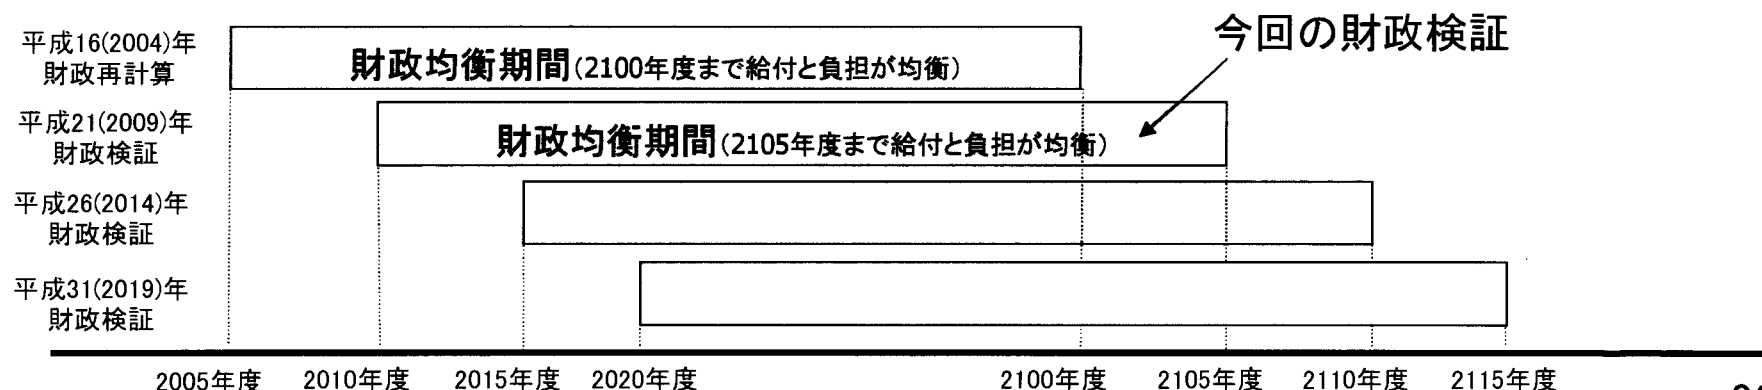 今回の財政検証
平成16(2004)年
財政再計算
財政均衡期間(2100年度まで給付と負担が均衡)
平成21(2009)年
財政検証
財政均衡期間(2105年度まで給付と負担が均衡)
平成26(2014)年
財政検証
平成31(2019)年
財政検証
2005年度 2010年度 2015年度 2020年度 2100年度 2105年度 2110年度 2115年度